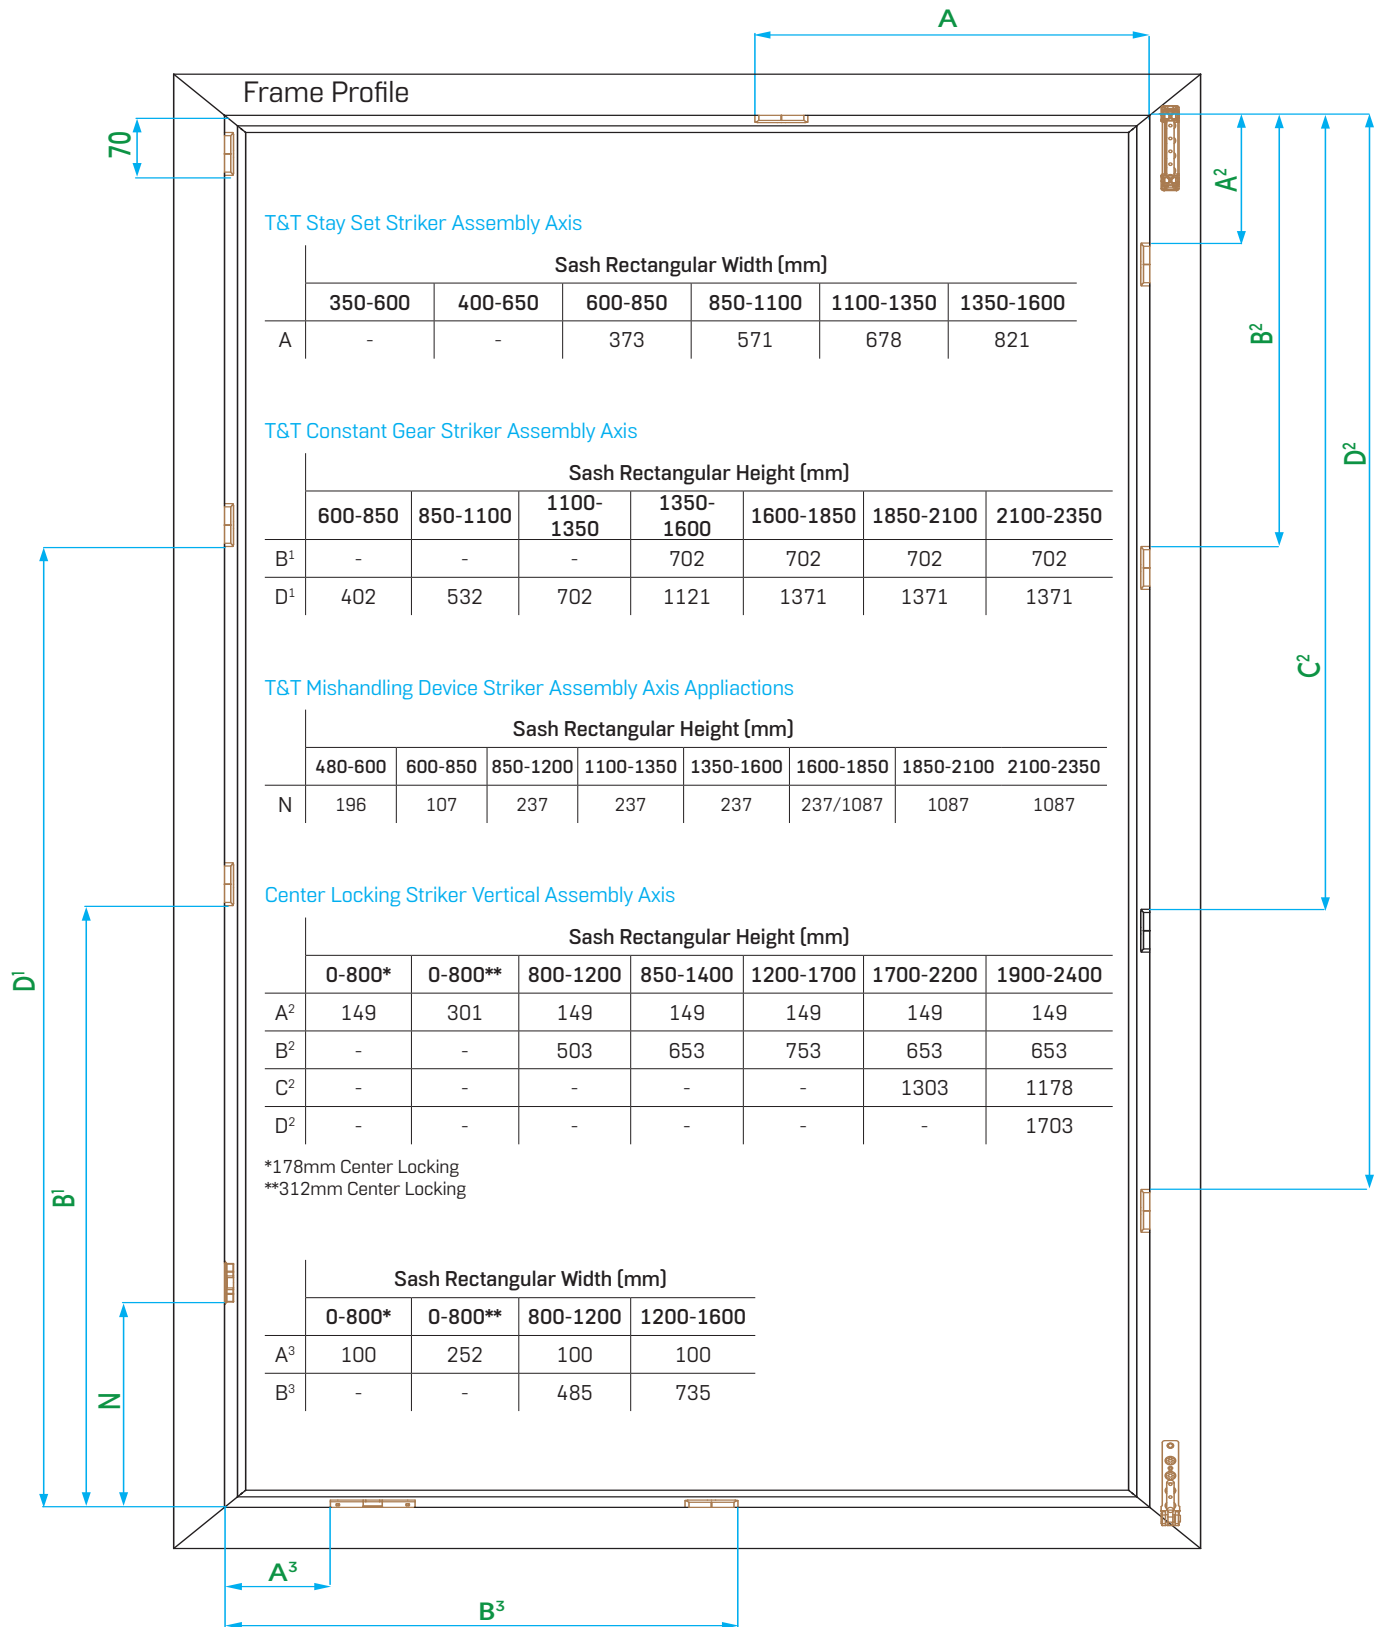 A
Frame Profile
70
A²
B²
C²
D²
T&T Stay Set Striker Assembly Axis
Sash Rectangular Width (mm)
350-600 400-650 600-850 850-1100 1100-1350 1350-1600
A - - 373 571 678 821
T&T Constant Gear Striker Assembly Axis
Sash Rectangular Height (mm)
600-850 850-1100 1100-1350 1350-1600 1600-1850 1850-2100 2100-2350
B¹ - - - 702 702 702 702
D¹ 402 532 702 1121 1371 1371 1371
T&T Mishandling Device Striker Assembly Axis Appliactions
Sash Rectangular Height (mm)
480-600 600-850 850-1200 1100-1350 1350-1600 1600-1850 1850-2100 2100-2350
N 196 107 237 237 237 237/1087 1087 1087
Center Locking Striker Vertical Assembly Axis
Sash Rectangular Height (mm)
0-800* 0-800** 800-1200 850-1400 1200-1700 1700-2200 1900-2400
A² 149 301 149 149 149 149 149
B² - - 503 653 753 653 653
C² - - - - - 1303 1178
D² - - - - - - 1703
*178mm Center Locking
**312mm Center Locking
Sash Rectangular Width (mm)
0-800* 0-800** 800-1200 1200-1600
A³ 100 252 100 100
B³ - - 485 735
D¹
B¹
N
A³
B³